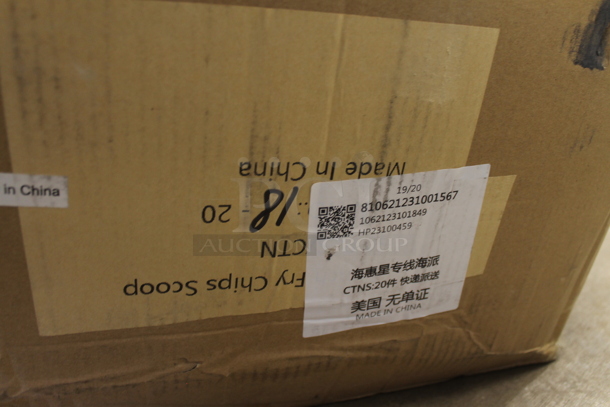 in China
Made In China
.: 18 - 20
CTN
Fry Chips Scoop
19/20
810621231001567
1062123101849
HP23100459
海惠星专线海派
CTNS:20件 快递派送
美国 无单证
MADE IN CHINA
AUCTION GROUP